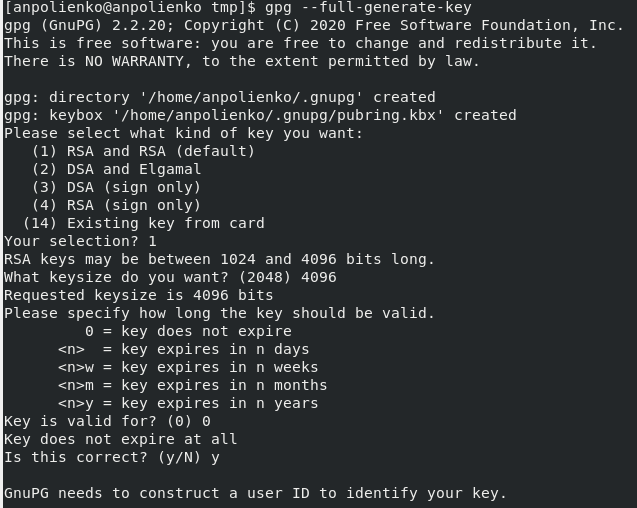 [anpolienko@anpolienko tmp]$ gpg --full-generate-key
gpg (GnuPG) 2.2.20; Copyright (C) 2020 Free Software Foundation, Inc.
This is free software: you are free to change and redistribute it.
There is NO WARRANTY, to the extent permitted by law.

gpg: directory '/home/anpolienko/.gnupg' created
gpg: keybox '/home/anpolienko/.gnupg/pubring.kbx' created
Please select what kind of key you want:
   (1) RSA and RSA (default)
   (2) DSA and Elgamal
   (3) DSA (sign only)
   (4) RSA (sign only)
  (14) Existing key from card
Your selection? 1
RSA keys may be between 1024 and 4096 bits long.
What keysize do you want? (2048) 4096
Requested keysize is 4096 bits
Please specify how long the key should be valid.
         0 = key does not expire
      <n>  = key expires in n days
      <n>w = key expires in n weeks
      <n>m = key expires in n months
      <n>y = key expires in n years
Key is valid for? (0) 0
Key does not expire at all
Is this correct? (y/N) y

GnuPG needs to construct a user ID to identify your key.